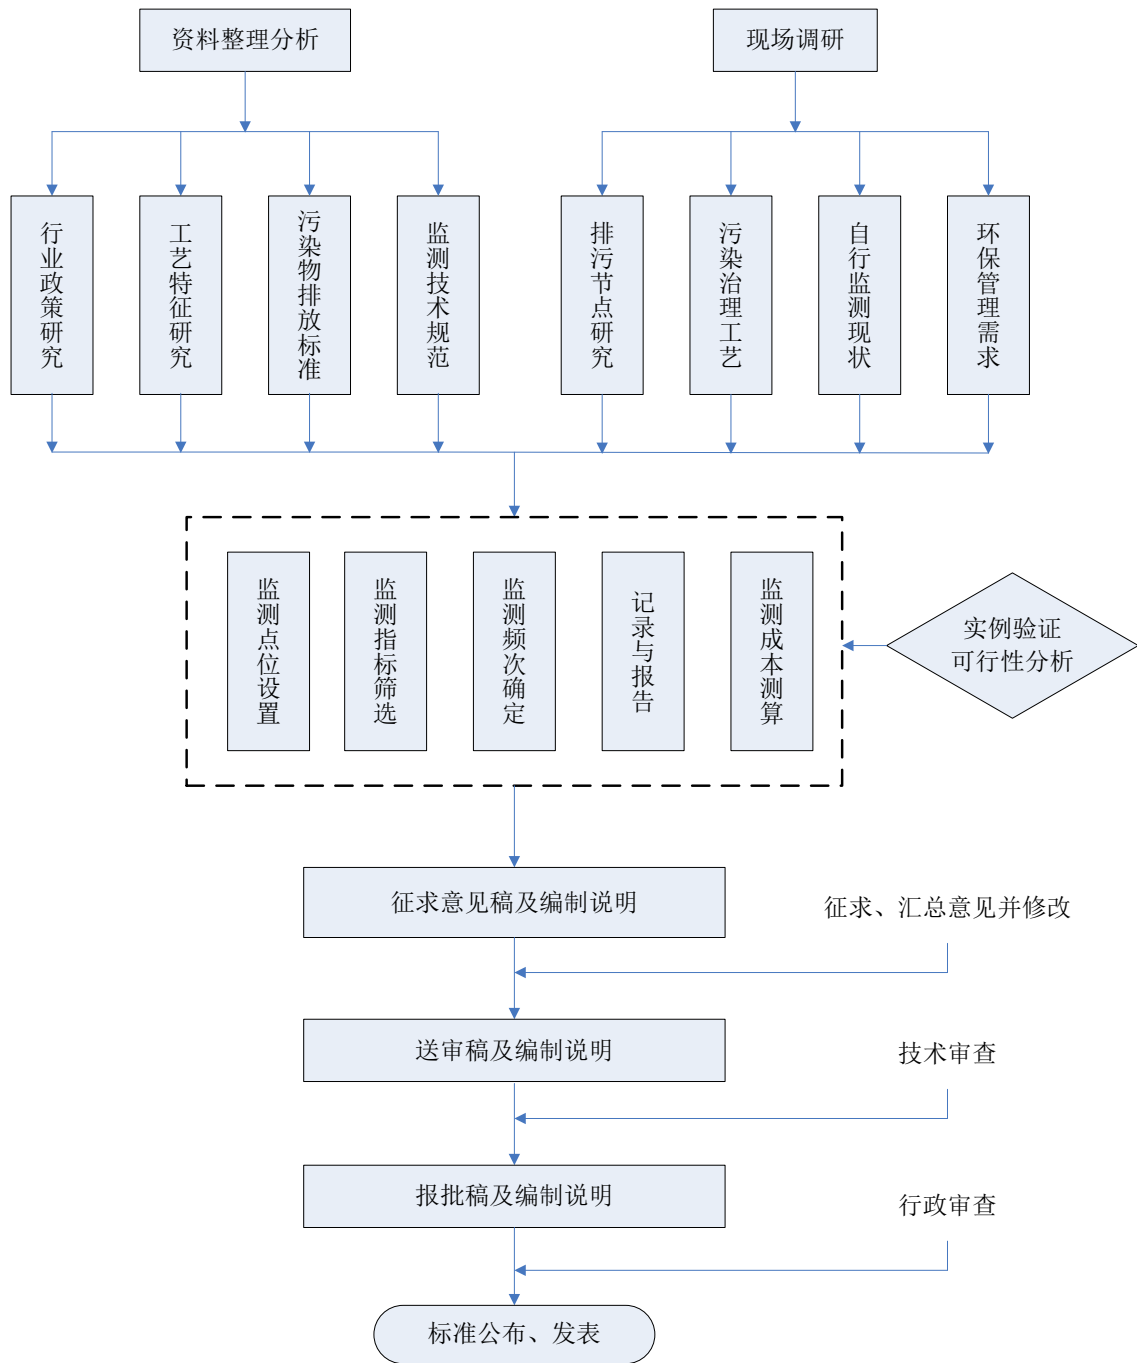 资料整理分析
现场调研
行业政策研究
工艺特征研究
污染物排放标准
监测技术规范
排污节点研究
污染治理工艺
自行监测现状
环保管理需求
监测点位设置
监测指标筛选
监测频次确定
记录与报告
监测成本测算
实例验证
可行性分析
征求意见稿及编制说明
征求、汇总意见并修改
送审稿及编制说明
技术审查
报批稿及编制说明
行政审查
标准公布、发表